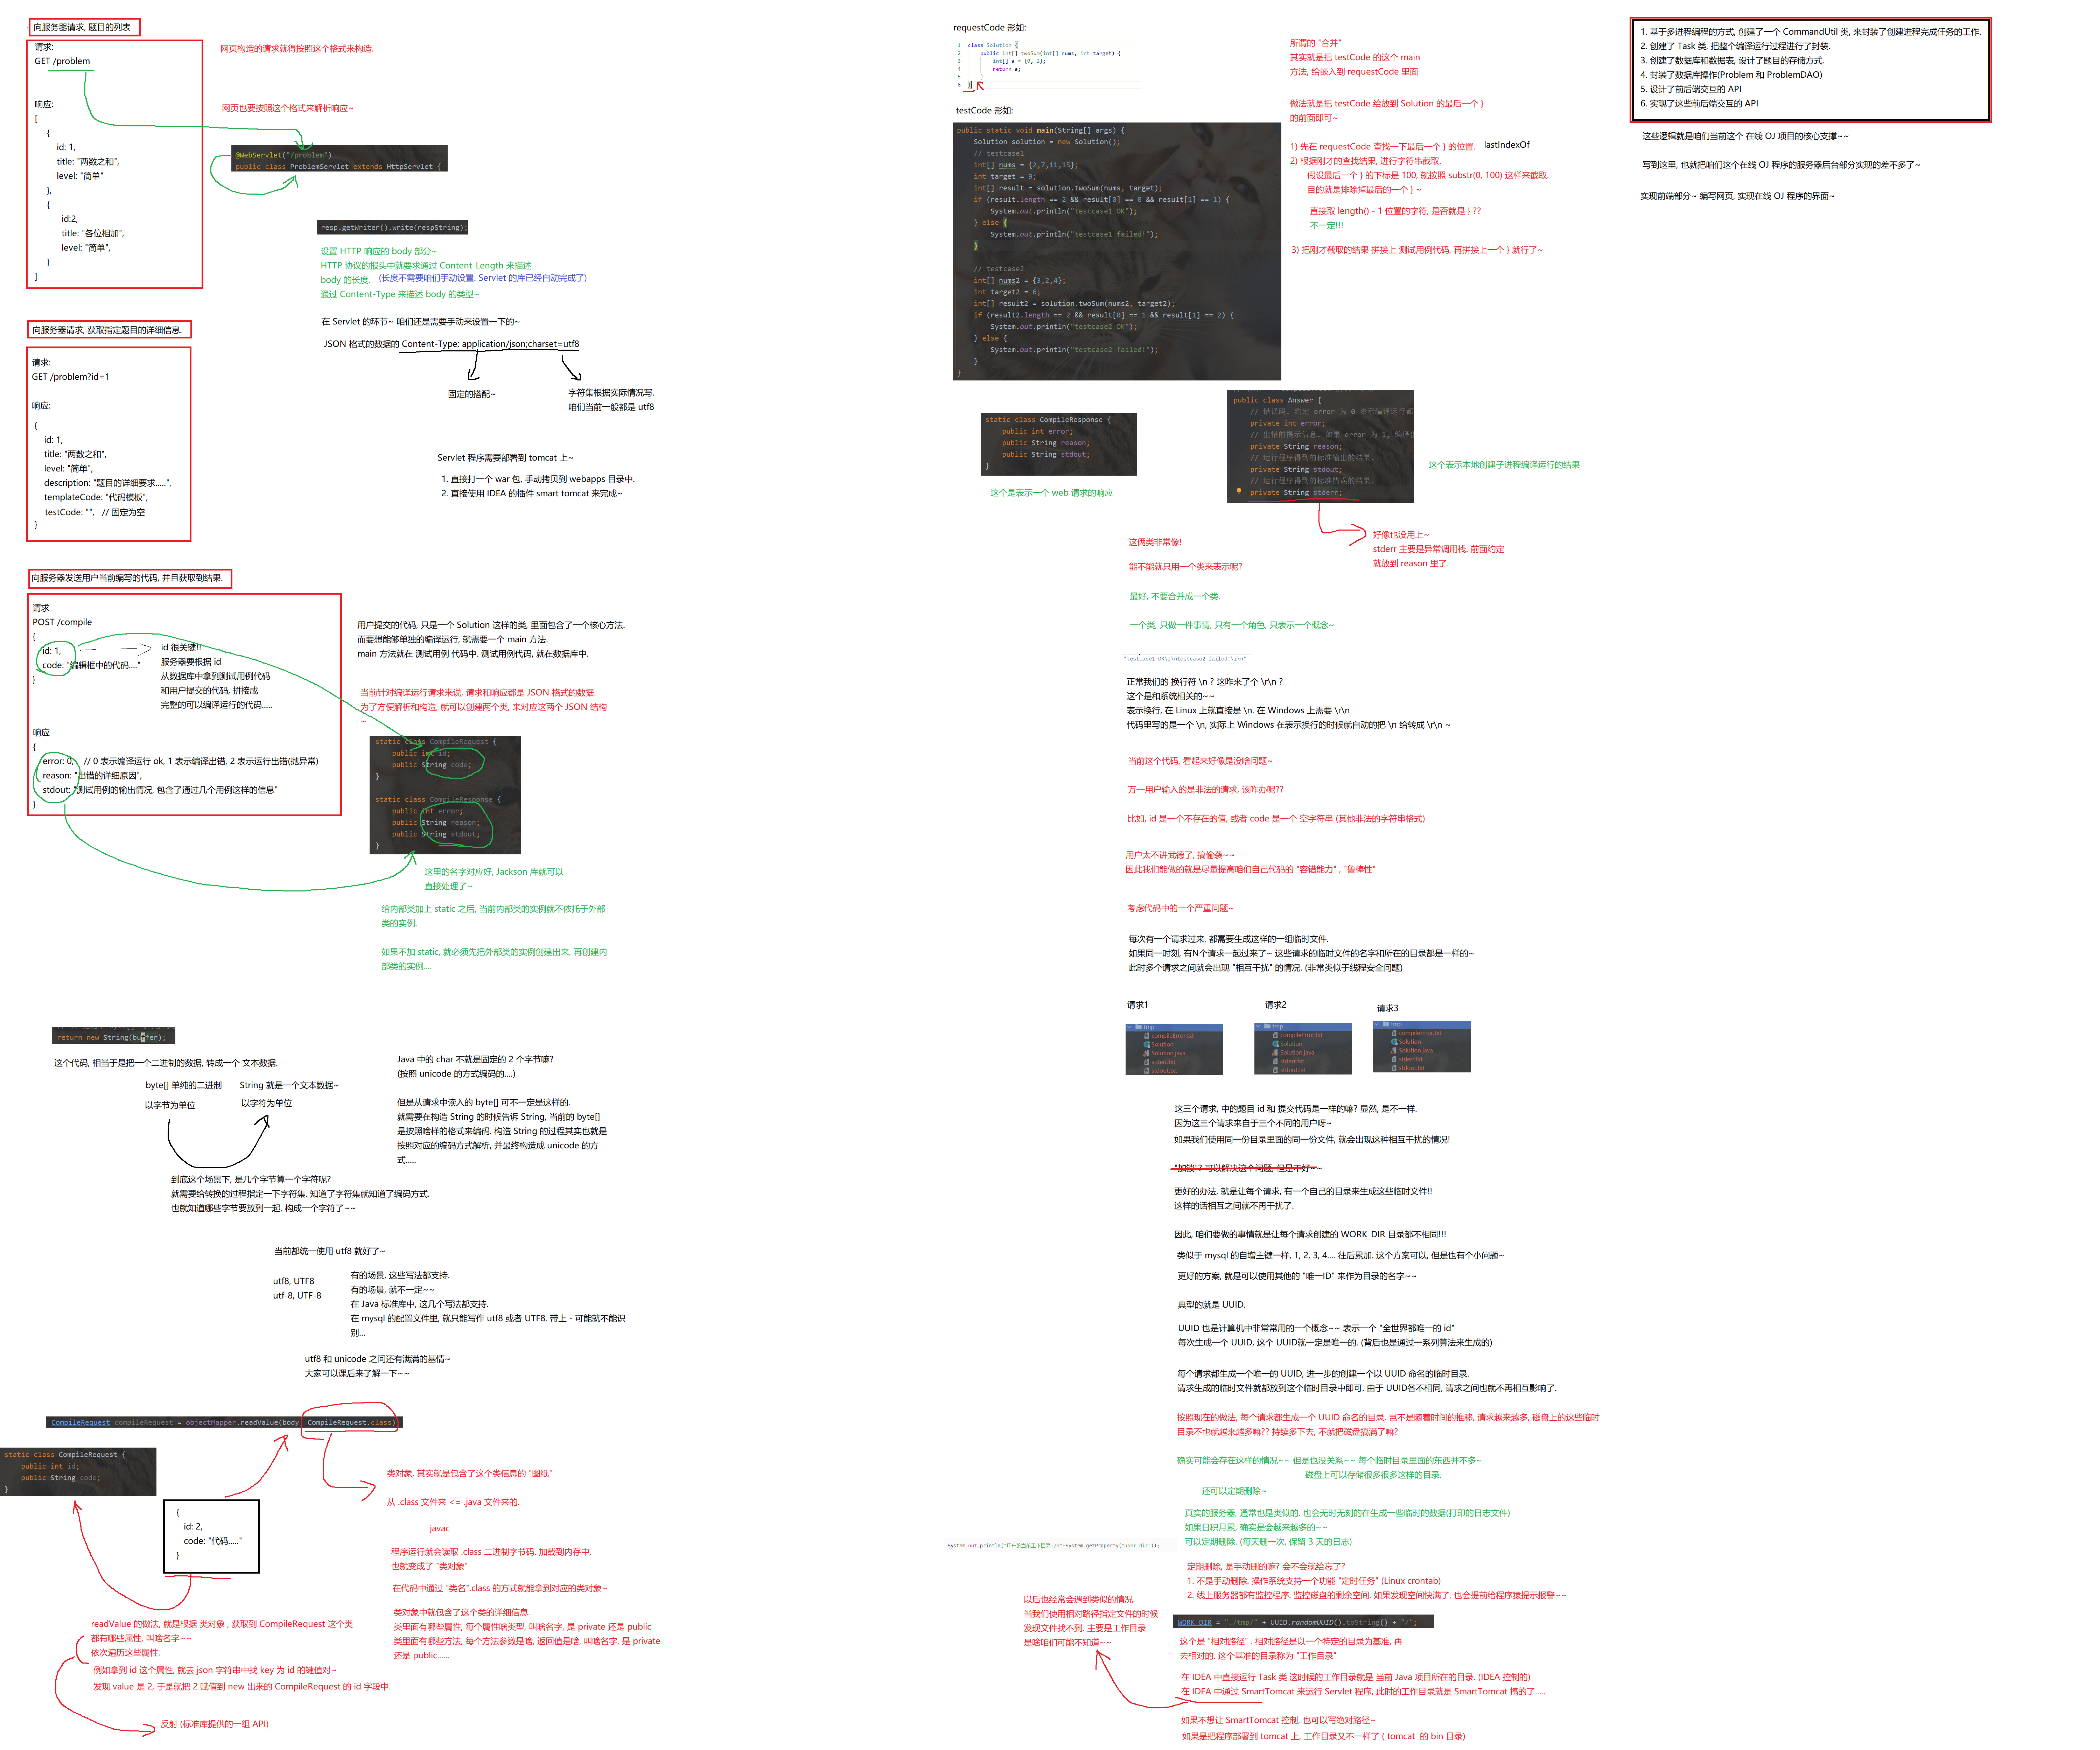 向服务器请求, 题目的列表
请求:
GET /problem
响应:
[
{
id: 1,
title: "两数之和",
level: "简单"
},
{
id:2,
title: "各位相加",
level: "简单",
}
]
网页构造的请求就得按照这个格式来构造.
网页也要按照这个格式来解析响应~
@WebServlet("/problem")
public class ProblemServlet extends HttpServlet {
resp.getWriter().write(respString);
设置 HTTP 响应的 body 部分~
HTTP 协议的报头中就要求通过 Content-Length 来描述
body 的长度. (长度不需要咱们手动设置. Servlet 的库已经自动完成了)
通过 Content-Type 来描述 body 的类型~
在 Servlet 的环节~ 咱们还是需要手动来设置一下的~
JSON 格式的数据的 Content-Type: application/json;charset=utf8
固定的搭配~
字符集根据实际情况写.
咱们当前一般都是 utf8
Servlet 程序需要部署到 tomcat 上~
1. 直接打一个 war 包, 手动拷贝到 webapps 目录中.
2. 直接使用 IDEA 的插件 smart tomcat 来完成~
向服务器请求, 获取指定题目的详细信息.
请求:
GET /problem?id=1
响应:
{
id: 1,
title: "两数之和",
level: "简单",
description: "题目的详细要求.....",
templateCode: "代码模板",
testCode: "", // 固定为空
}
向服务器发送用户当前编写的代码, 并且获取到结果.
请求
POST /compile
{
id: 1,
code: "编辑框中的代码...."
}
id 很关键!!
服务器要根据 id
从数据库中拿到测试用例代码
和用户提交的代码, 拼接成
完整的可以编译运行的代码.....
响应
{
error: 0, // 0 表示编译运行 ok, 1 表示编译出错, 2 表示运行出错(抛异常)
reason: "出错的详细原因",
stdout: "测试用例的输出情况, 包含了通过几个用例这样的信息"
}
用户提交的代码, 只是一个 Solution 这样的类, 里面包含了一个核心方法.
而要想能够单独的编译运行, 就需要一个 main 方法.
main 方法就在 测试用例 代码中. 测试用例代码, 就在数据库中.
当前针对编译运行请求来说, 请求和响应都是 JSON 格式的数据.
为了方便解析和构造, 就可以创建两个类, 来对应这两个 JSON 结构
~
static class CompileRequest {
public int id;
public String code;
}
static class CompileResponse {
public int error;
public String reason;
public String stdout;
}
这里的名字对应好, Jackson 库就可以
直接处理了~
给内部类加上 static 之后, 当前内部类的实例就不依托于外部
类的实例.
如果不加 static, 就必须先把外部类的实例创建出来, 再创建内
部类的实例....
return new String(buffer);
这个代码, 相当于是把一个二进制的数据, 转成一个 文本数据.
byte[] 单纯的二进制 String 就是一个文本数据~
以字节为单位 以字符为单位
到底这个场景下, 是几个字节算一个字符呢?
就需要给转换的过程指定一下字符集. 知道了字符集就知道了编码方式.
也就知道哪些字节要放到一起, 构成一个字符了~~
Java 中的 char 不就是固定的 2 个字节嘛?
(按照 unicode 的方式编码的....)
但是从请求中读入的 byte[] 可不一定是这样的.
就需要在构造 String 的时候告诉 String, 当前的 byte[]
是按照啥样的格式来编码. 构造 String 的过程其实也就是
按照对应的编码方式解析, 并最终构造成 unicode 的方
式.....
当前都统一使用 utf8 就好了~
utf8, UTF8
utf-8, UTF-8
有的场景, 这些写法都支持.
有的场景, 就不一定~~
在 Java 标准库中, 这几个写法都支持.
在 mysql 的配置文件里, 就只能写作 utf8 或者 UTF8. 带上 - 可能就不能识
别...
utf8 和 unicode 之间还有满满的基情~
大家可以课后来了解一下~~
CompileRequest compileRequest = objectMapper.readValue(body, CompileRequest.class)
static class CompileRequest {
public int id;
public String code;
}
{
id: 2,
code: "代码....."
}
类对象, 其实就是包含了这个类信息的 "图纸"
从 .class 文件来 <= .java 文件来的.
javac
程序运行就会读取 .class 二进制字节码. 加载到内存中.
也就变成了 "类对象"
在代码中通过 "类名".class 的方式就能拿到对应的类对象~
类对象中就包含了这个类的详细信息.
类里面有哪些属性, 每个属性啥类型, 叫啥名字, 是 private 还是 public
类里面有哪些方法, 每个方法参数是啥, 返回值是啥, 叫啥名字, 是 private
还是 public......
readValue 的做法, 就是根据 类对象 , 获取到 CompileRequest 这个类
都有哪些属性, 叫啥名字~~
依次遍历这些属性.
例如拿到 id 这个属性, 就去 json 字符串中找 key 为 id 的键值对~
发现 value 是 2, 于是就把 2 赋值到 new 出来的 CompileRequest 的 id 字段中.
反射 (标准库提供的一组 API)
requestCode 形如:
1 class Solution {
2 public int[] twoSum(int[] nums, int target) {
3 int[] a = {0, 1};
4 return a;
5 }
6 }
testCode 形如:
public static void main(String[] args) {
Solution solution = new Solution();
// testcase1
int[] nums = {2,7,11,15};
int target = 9;
int[] result = solution.twoSum(nums, target);
if (result.length == 2 && result[0] == 0 && result[1] == 1) {
System.out.println("testcase1 OK");
} else {
System.out.println("testcase1 failed!");
}
// testcase2
int[] nums2 = {3,2,4};
int target2 = 6;
int[] result2 = solution.twoSum(nums2, target2);
if (result2.length == 2 && result[0] == 1 && result[1] == 2) {
System.out.println("testcase2 OK");
} else {
System.out.println("testcase2 failed!");
}
}
所谓的 "合并"
其实就是把 testCode 的这个 main
方法, 给嵌入到 requestCode 里面
做法就是把 testCode 给放到 Solution 的最后一个 }
的前面即可~
1) 先在 requestCode 查找一下最后一个 } 的位置. lastIndexOf
2) 根据刚才的查找结果, 进行字符串截取.
假设最后一个 } 的下标是 100, 就按照 substr(0, 100) 这样来截取.
目的就是排除掉最后的一个 } ~
直接取 length() - 1 位置的字符, 是否就是 } ??
不一定!!!
3) 把刚才截取的结果 拼接上 测试用例代码, 再拼接上一个 } 就行了~
static class CompileResponse {
public int error;
public String reason;
public String stdout;
}
这个是表示一个 web 请求的响应
public class Answer {
// 错误码. 约定 error 为 0 表示编译运行都
private int error;
// 出错的提示信息. 如果 error 为 1, 编译出
private String reason;
// 运行程序得到的标准输出的结果.
private String stdout;
// 运行程序得到的标准错误的结果.
private String stderr;
这个表示本地创建子进程编译运行的结果
好像也没用上~
stderr 主要是异常调用栈. 前面约定
就放到 reason 里了.
这俩类非常像!
能不能就只用一个类来表示呢?
最好, 不要合并成一个类.
一个类, 只做一件事情, 只有一个角色, 只表示一个概念~
"testcase1 OK\r\ntestcase2 failed!\r\n"
正常我们的 换行符 \n ? 这咋来了个 \r\n ?
这个是和系统相关的~~
表示换行, 在 Linux 上就直接是 \n. 在 Windows 上需要 \r\n
代码里写的是一个 \n, 实际上 Windows 在表示换行的时候就自动的把 \n 给转成 \r\n ~
当前这个代码, 看起来好像是没啥问题~
万一用户输入的是非法的请求, 该咋办呢??
比如, id 是一个不存在的值, 或者 code 是一个 空字符串 (其他非法的字符串格式)
用户太不讲武德了, 搞偷袭~~
因此我们能做的就是尽量提高咱们自己代码的 "容错能力" , "鲁棒性"
考虑代码中的一个严重问题~
每次有一个请求过来, 都需要生成这样的一组临时文件.
如果同一时刻, 有N个请求一起过来了~ 这些请求的临时文件的名字和所在的目录都是一样的~
此时多个请求之间就会出现 "相互干扰" 的情况. (非常类似于线程安全问题)
请求1 请求2 请求3
tmp
compileError.txt
Solution
Solution.java
stderr.txt
stdout.txt
tmp
compileError.txt
Solution
Solution.java
stderr.txt
stdout.txt
tmp
compileError.txt
Solution
Solution.java
stderr.txt
stdout.txt
这三个请求, 中的题目 id 和 提交代码是一样的嘛? 显然, 是不一样.
因为这三个请求来自于三个不同的用户呀~
如果我们使用同一份目录里面的同一份文件, 就会出现这种相互干扰的情况!
"加锁"? 可以解决这个问题, 但是不好~~
更好的办法, 就是让每个请求, 有一个自己的目录来生成这些临时文件!!
这样的话相互之间就不再干扰了.
因此, 咱们要做的事情就是让每个请求创建的 WORK_DIR 目录都不相同!!!
类似于 mysql 的自增主键一样, 1, 2, 3, 4.... 往后累加. 这个方案可以, 但是也有个小问题~
更好的方案, 就是可以使用其他的 "唯一ID" 来作为目录的名字~~
典型的就是 UUID.
UUID 也是计算机中非常常用的一个概念~~ 表示一个 "全世界都唯一的 id"
每次生成一个 UUID, 这个 UUID就一定是唯一的. (背后也是通过一系列算法来生成的)
每个请求都生成一个唯一的 UUID, 进一步的创建一个以 UUID 命名的临时目录.
请求生成的临时文件就都放到这个临时目录中即可. 由于 UUID各不相同, 请求之间也就不再相互影响了.
按照现在的做法, 每个请求都生成一个 UUID 命名的目录, 岂不是随着时间的推移, 请求越来越多, 磁盘上的这些临时
目录不也就越来越多嘛?? 持续多下去, 不就把磁盘搞满了嘛?
确实可能会存在这样的情况~~ 但是也没关系~~ 每个临时目录里面的东西并不多~
磁盘上可以存储很多很多这样的目录.
还可以定期删除~
真实的服务器, 通常也是类似的. 也会无时无刻的在生成一些临时的数据(打印的日志文件)
如果日积月累, 确实是会越来越多的~~
可以定期删除. (每天删一次, 保留 3 天的日志)
定期删除, 是手动删的嘛? 会不会就给忘了?
1. 不是手动删除. 操作系统支持一个功能 "定时任务" (Linux crontab)
2. 线上服务器都有监控程序. 监控磁盘的剩余空间. 如果发现空间快满了, 也会提前给程序猿提示报警~~
System.out.println("用户的当前工作目录:/n"+System.getProperty("user.dir"));
WORK_DIR = "./tmp/" + UUID.randomUUID().toString() + "/";
以后也经常会遇到类似的情况.
当我们使用相对路径指定文件的时候
发现文件找不到. 主要是工作目录
是啥咱们可能不知道~~
这个是 "相对路径" . 相对路径是以一个特定的目录为基准, 再
去相对的. 这个基准的目录称为 "工作目录"
在 IDEA 中直接运行 Task 类 这时候的工作目录就是 当前 Java 项目所在的目录. (IDEA 控制的)
在 IDEA 中通过 SmartTomcat 来运行 Servlet 程序, 此时的工作目录就是 SmartTomcat 搞的了.....
如果不想让 SmartTomcat 控制, 也可以写绝对路径~
如果是把程序部署到 tomcat 上, 工作目录又不一样了 ( tomcat 的 bin 目录)
1. 基于多进程编程的方式, 创建了一个 CommandUtil 类, 来封装了创建进程完成任务的工作.
2. 创建了 Task 类, 把整个编译运行过程进行了封装.
3. 创建了数据库和数据表, 设计了题目的存储方式.
4. 封装了数据库操作(Problem 和 ProblemDAO)
5. 设计了前后端交互的 API
6. 实现了这些前后端交互的 API
这些逻辑就是咱们当前这个 在线 OJ 项目的核心支撑~~
写到这里, 也就把咱们这个在线 OJ 程序的服务器后台部分实现的差不多了~
实现前端部分~ 编写网页, 实现在线 OJ 程序的界面~